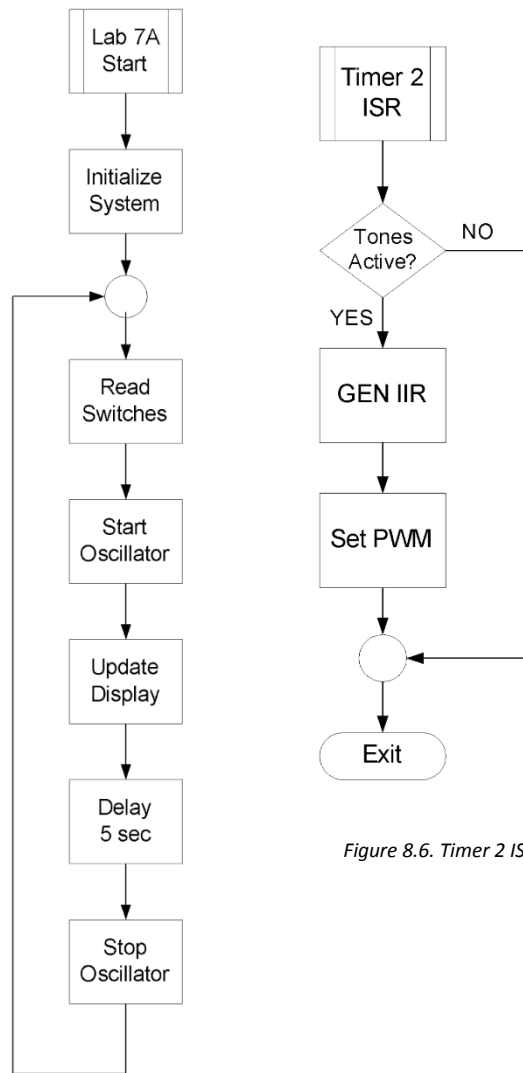 Lab 7A
Start
Initialize
System
Read
Switches
Start
Oscillator
Update
Display
Delay
5 sec
Stop
Oscillator
Timer 2
ISR
Tones
Active?
NO
YES
GEN IIR
Set PWM
Exit
Figure 8.6. Timer 2 IS